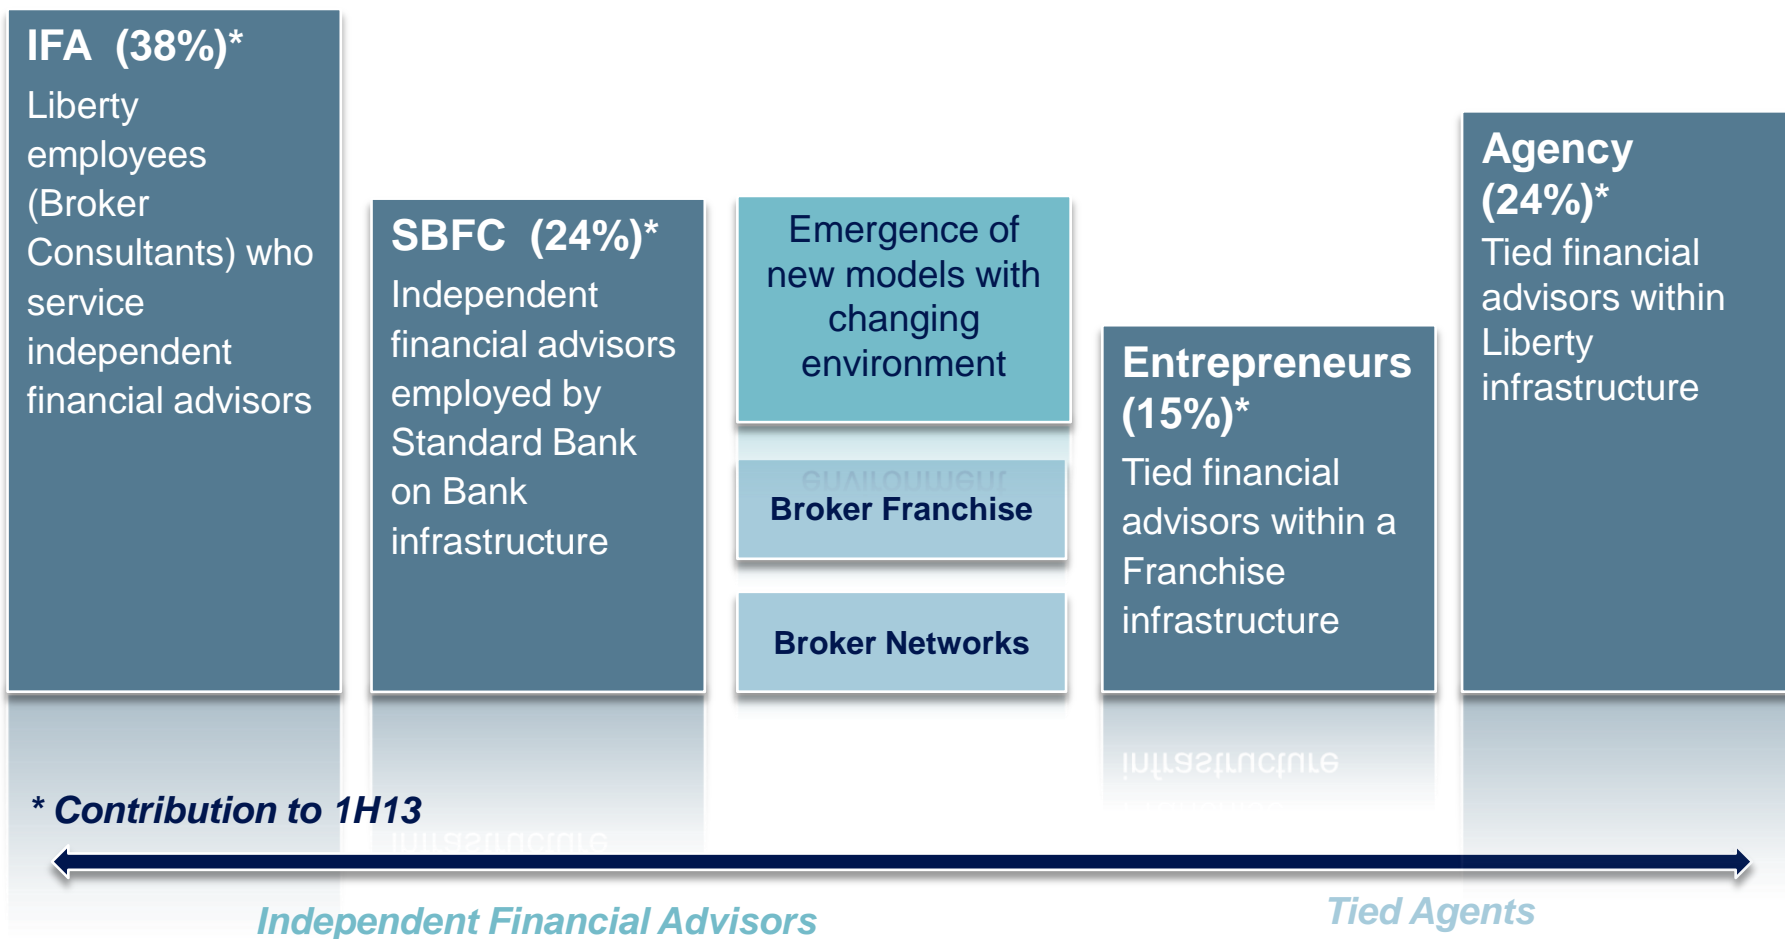 IFA (38%)*
Liberty
employees
(Broker
Consultants) who
service
independent
financial advisors
SBFC (24%)*
Independent
financial advisors
employed by
Standard Bank
on Bank
infrastructure
Emergence of
new models with
changing
environment
Broker Franchise
Broker Networks
Entrepreneurs
(15%)*
Tied financial
advisors within a
Franchise
infrastructure
Agency
(24%)*
Tied financial
advisors within
Liberty
infrastructure
* Contribution to 1H13
Independent Financial Advisors
Tied Agents